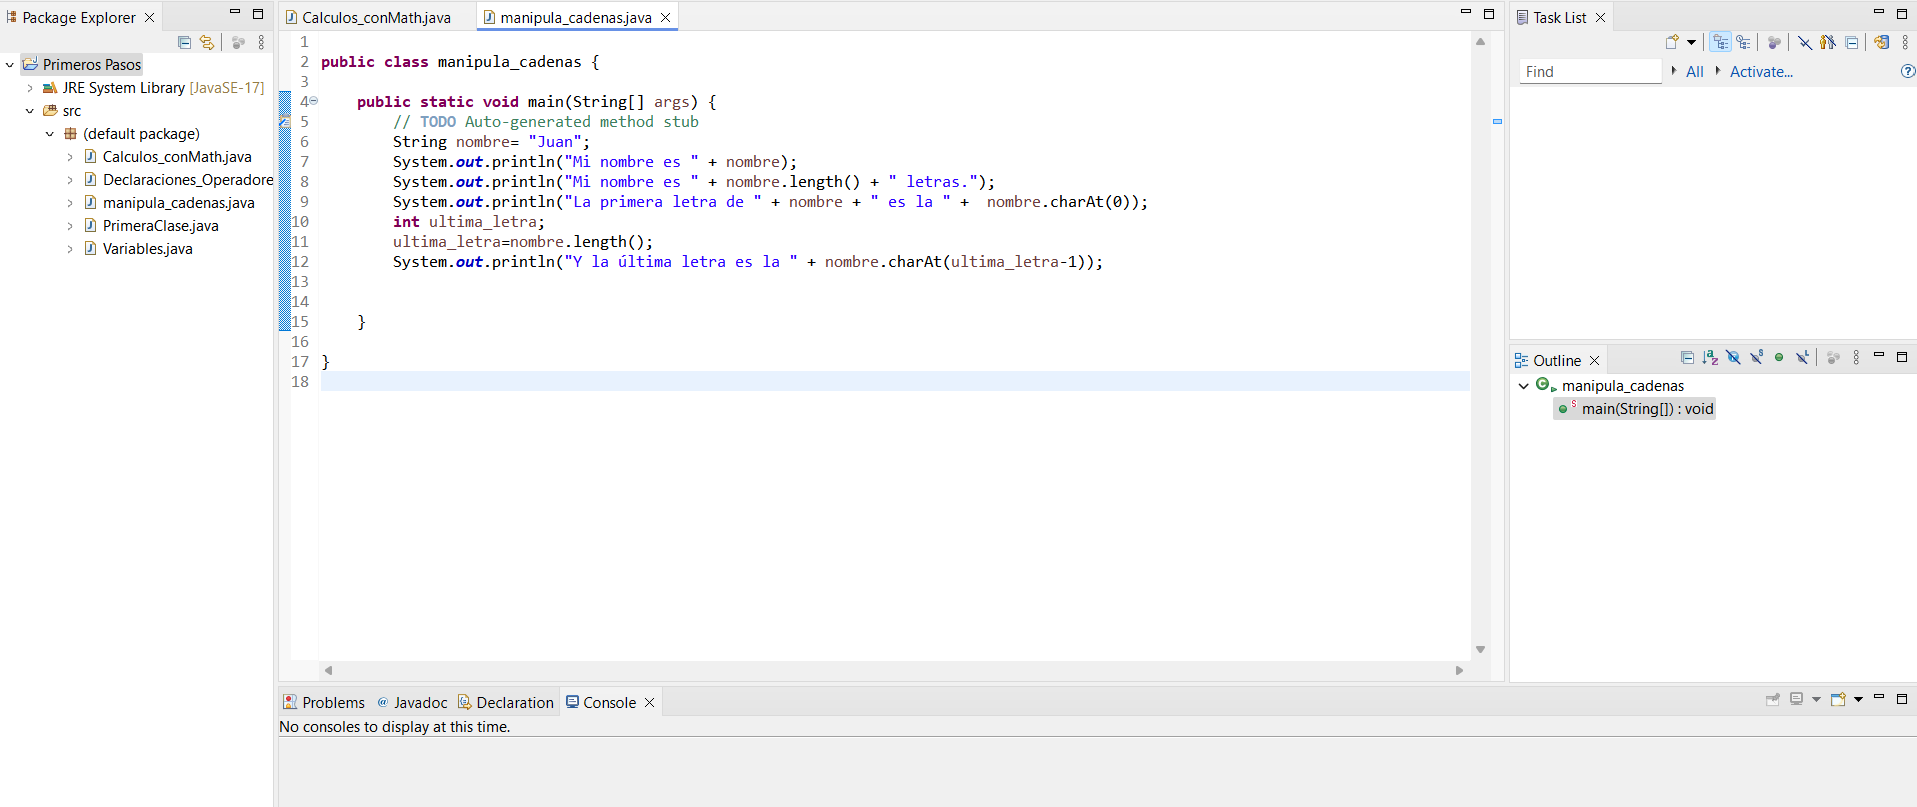 Package Explorer
Primeros Pasos
JRE System Library [JavaSE-17]
src
(default package)
Calculos_conMath.java
Declaraciones_Operadore
manipula_cadenas.java
PrimeraClase.java
Variables.java
Calculos_conMath.java
manipula_cadenas.java
1
2 public class manipula_cadenas {
3
4     public static void main(String[] args) {
5         // TODO Auto-generated method stub
6         String nombre= "Juan";
7         System.out.println("Mi nombre es " + nombre);
8         System.out.println("Mi nombre es " + nombre.length() + " letras.");
9         System.out.println("La primera letra de " + nombre + " es la " +  nombre.charAt(0));
10         int ultima_letra;
11         ultima_letra=nombre.length();
12         System.out.println("Y la última letra es la " + nombre.charAt(ultima_letra-1));
13
14
15     }
16
17 }
18
Task List
Find All Activate...
Outline
manipula_cadenas
main(String[]) : void
Problems Javadoc Declaration Console
No consoles to display at this time.